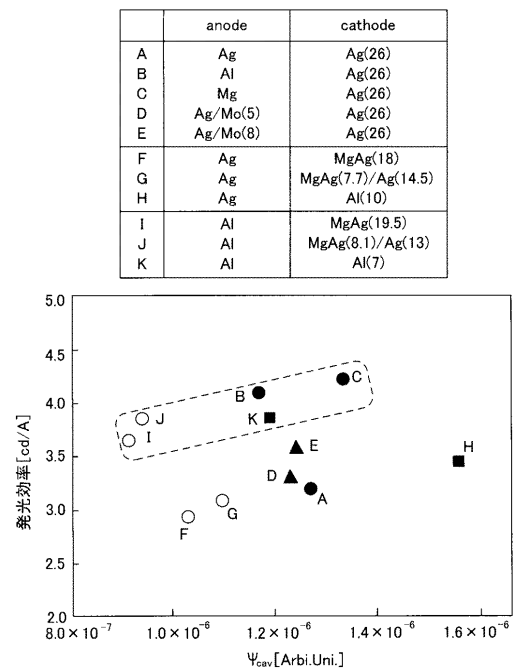 anode cathode
A Ag Ag(26)
B Al Ag(26)
C Mg Ag(26)
D Ag/Mo(5) Ag(26)
E Ag/Mo(8) Ag(26)
F Ag MgAg(18)
G Ag MgAg(7.7)/Ag(14.5)
H Ag Al(10)
I Al MgAg(19.5)
J Al MgAg(8.1)/Ag(13)
K Al Al(7)
5.0
4.5
4.0
3.5
3.0
2.5
2.0
発光効率[cd/A]
C
B
J
K
I
E
H
D
A
G
F
8.0×10⁻⁷ 1.0×10⁻⁶ 1.2×10⁻⁶ 1.4×10⁻⁶ 1.6×10⁻⁶
Ψcav[Arbi.Uni.]